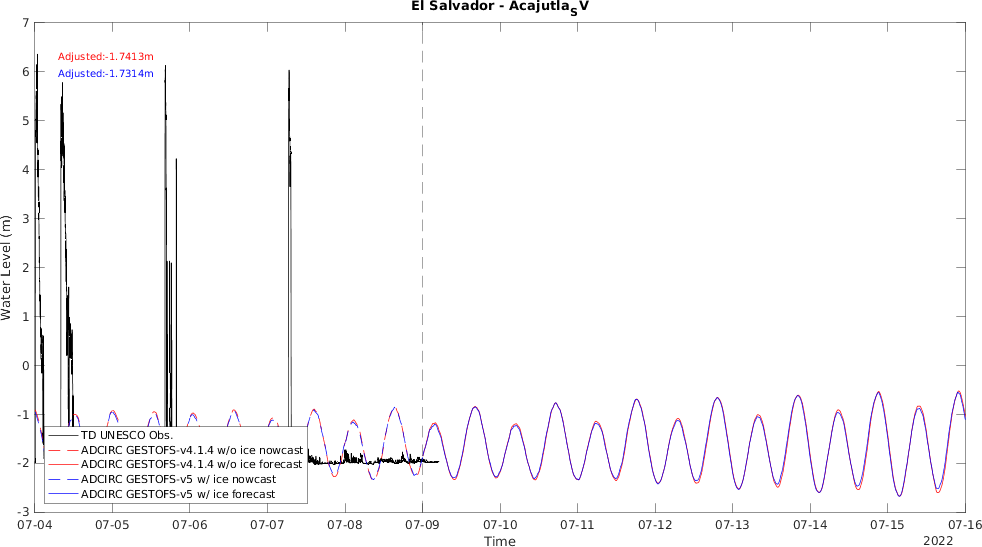 El Salvador - AcajutlaSV
7
6
5
4
3
2
1
0
-1
-2
-3
Water Level (m)
Adjusted:-1.7413m
Adjusted:-1.7314m
TD UNESCO Obs.
ADCIRC GESTOFS-v4.1.4 w/o ice nowcast
ADCIRC GESTOFS-v4.1.4 w/o ice forecast
ADCIRC GESTOFS-v5 w/ ice nowcast
ADCIRC GESTOFS-v5 w/ ice forecast
07-04 07-05 07-06 07-07 07-08 07-09 07-10 07-11 07-12 07-13 07-14 07-15 07-16
Time
2022